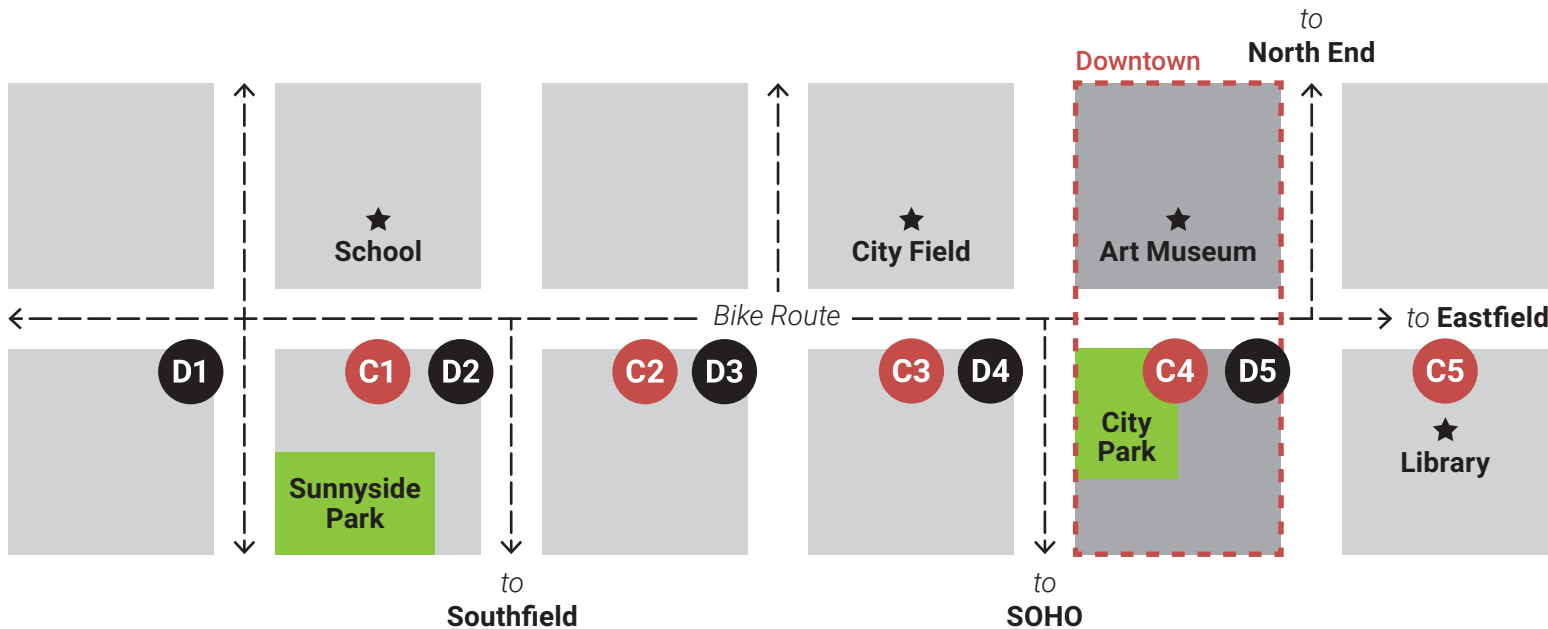 to
North End
Downtown
School
City Field
Art Museum
Bike Route
to Eastfield
D1
C1
D2
C2
D3
C3
D4
C4
D5
C5
City
Park
Library
Sunnyside
Park
to
Southfield
to
SOHO